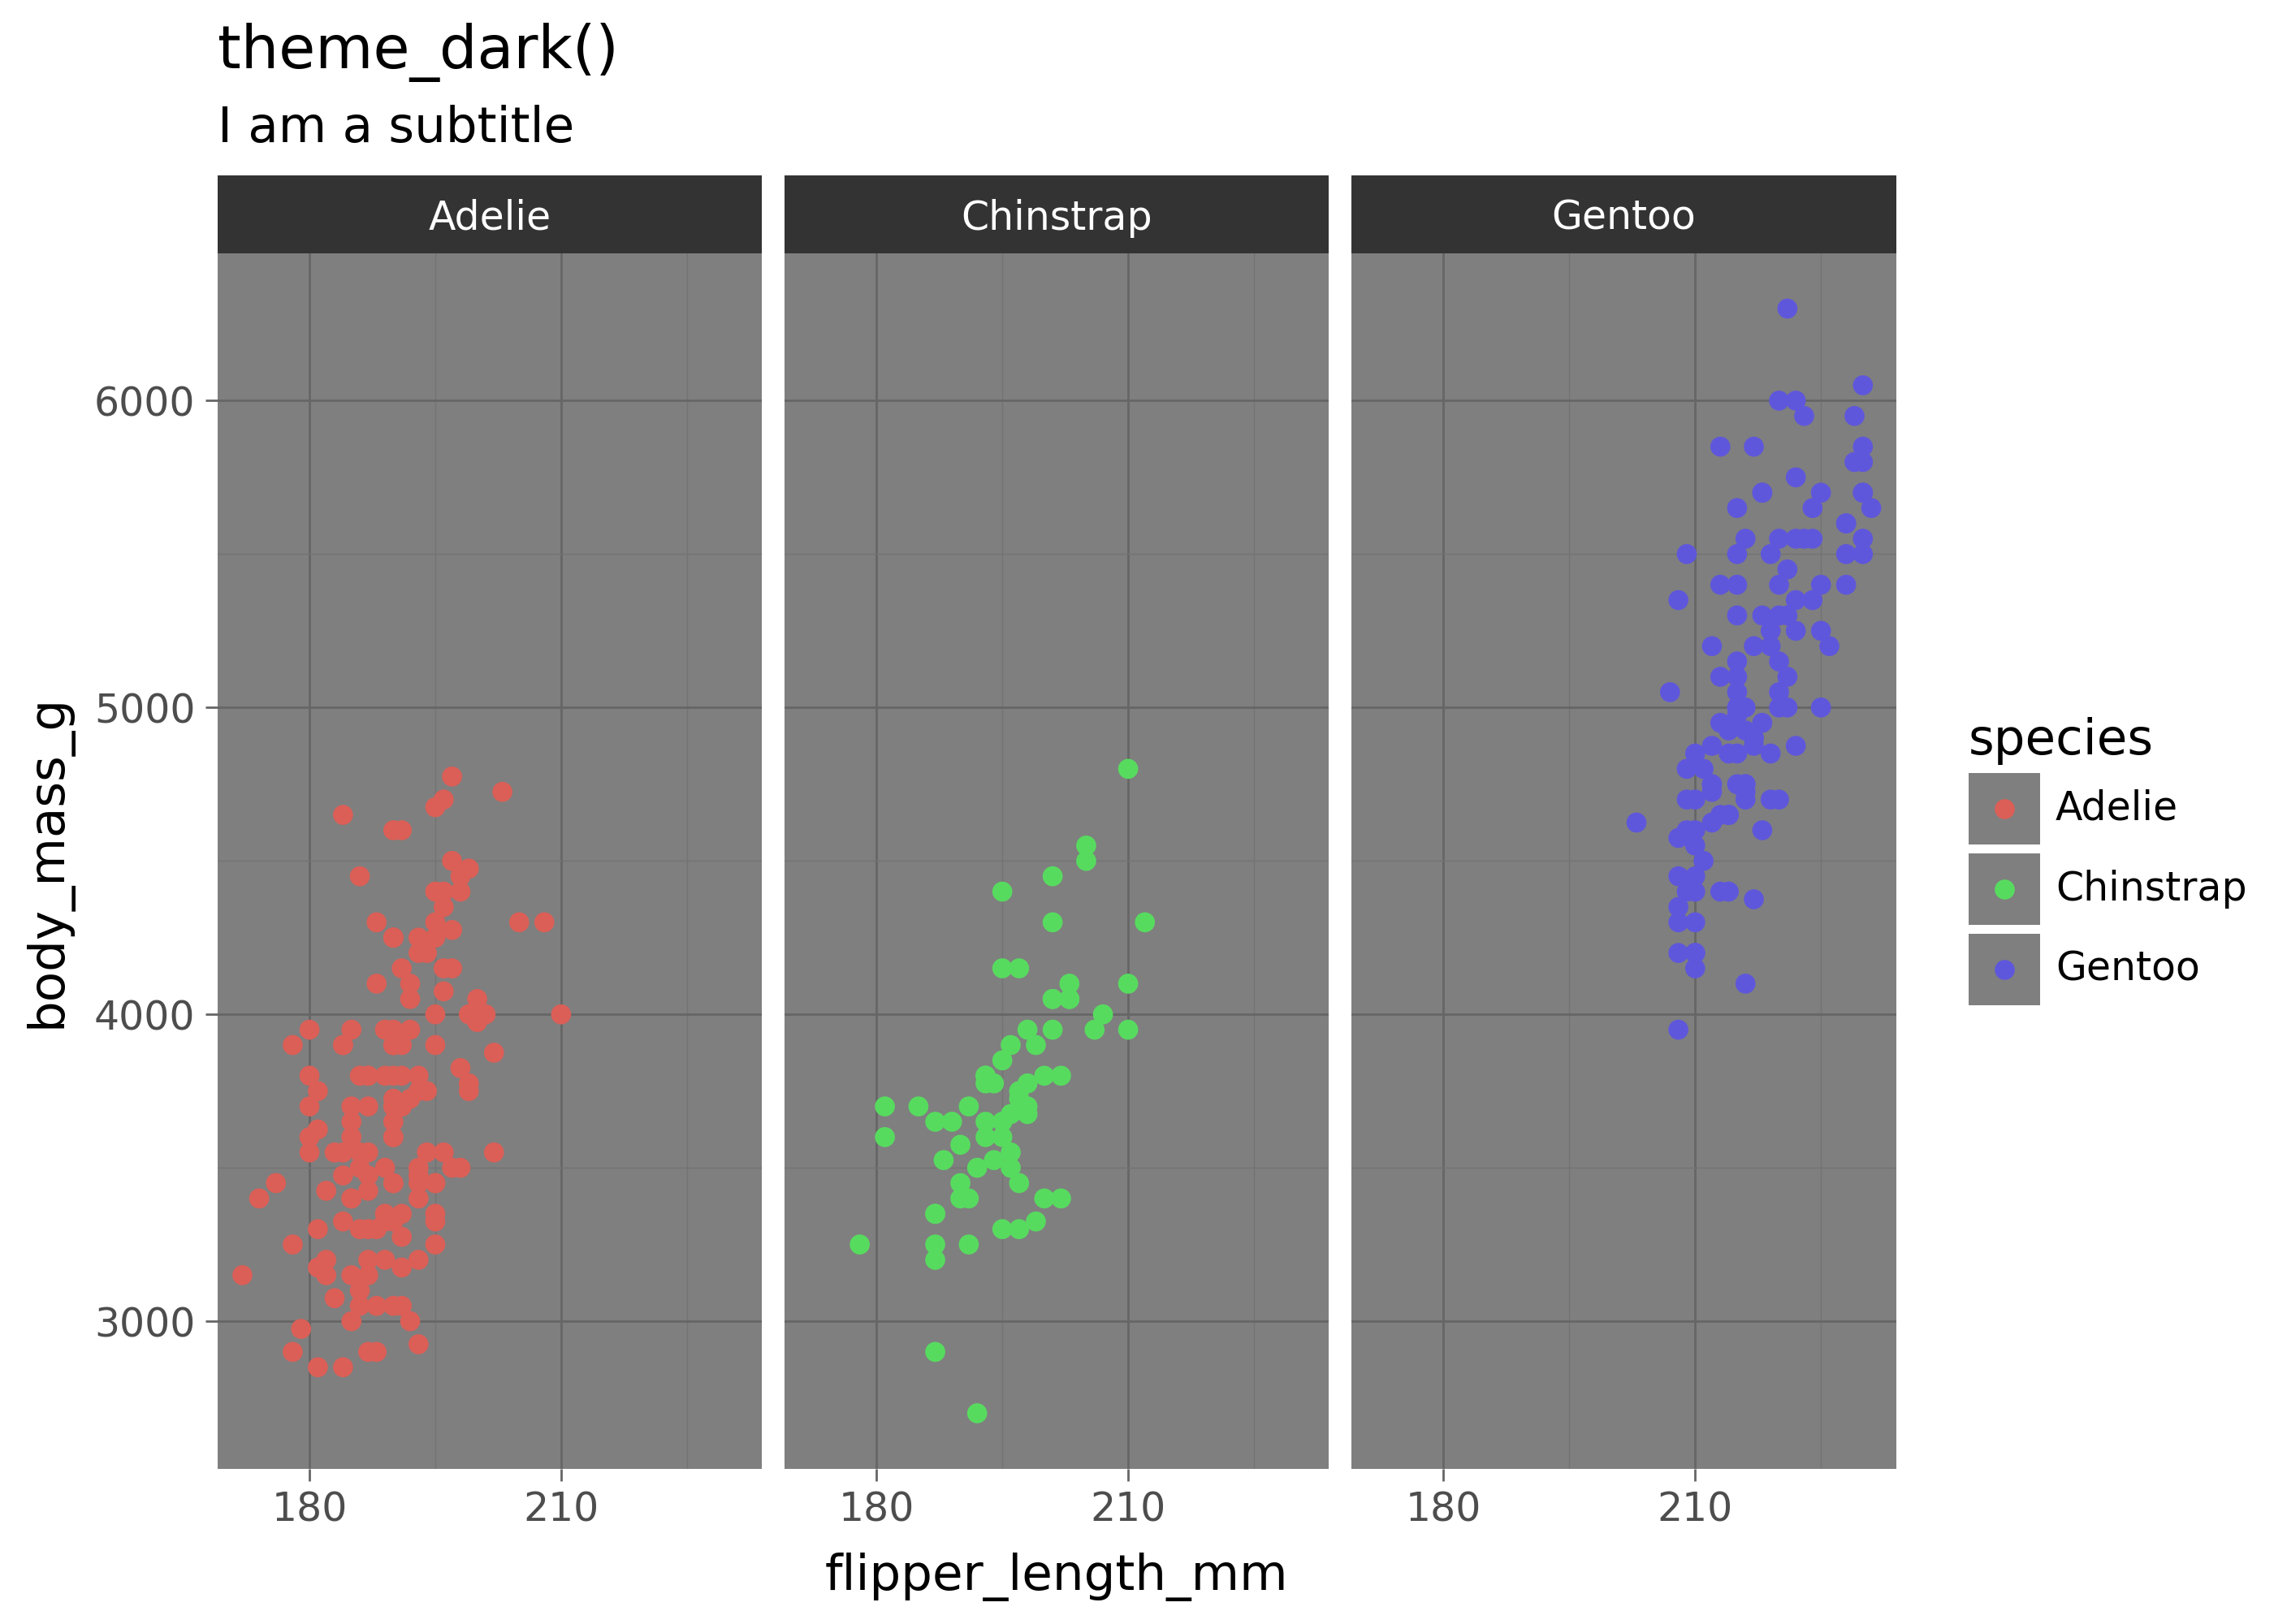 theme_dark()
I am a subtitle
Adelie
Chinstrap
Gentoo
body_mass_g
6000
5000
4000
3000
180
210
180
210
180
210
flipper_length_mm
species
Adelie
Chinstrap
Gentoo